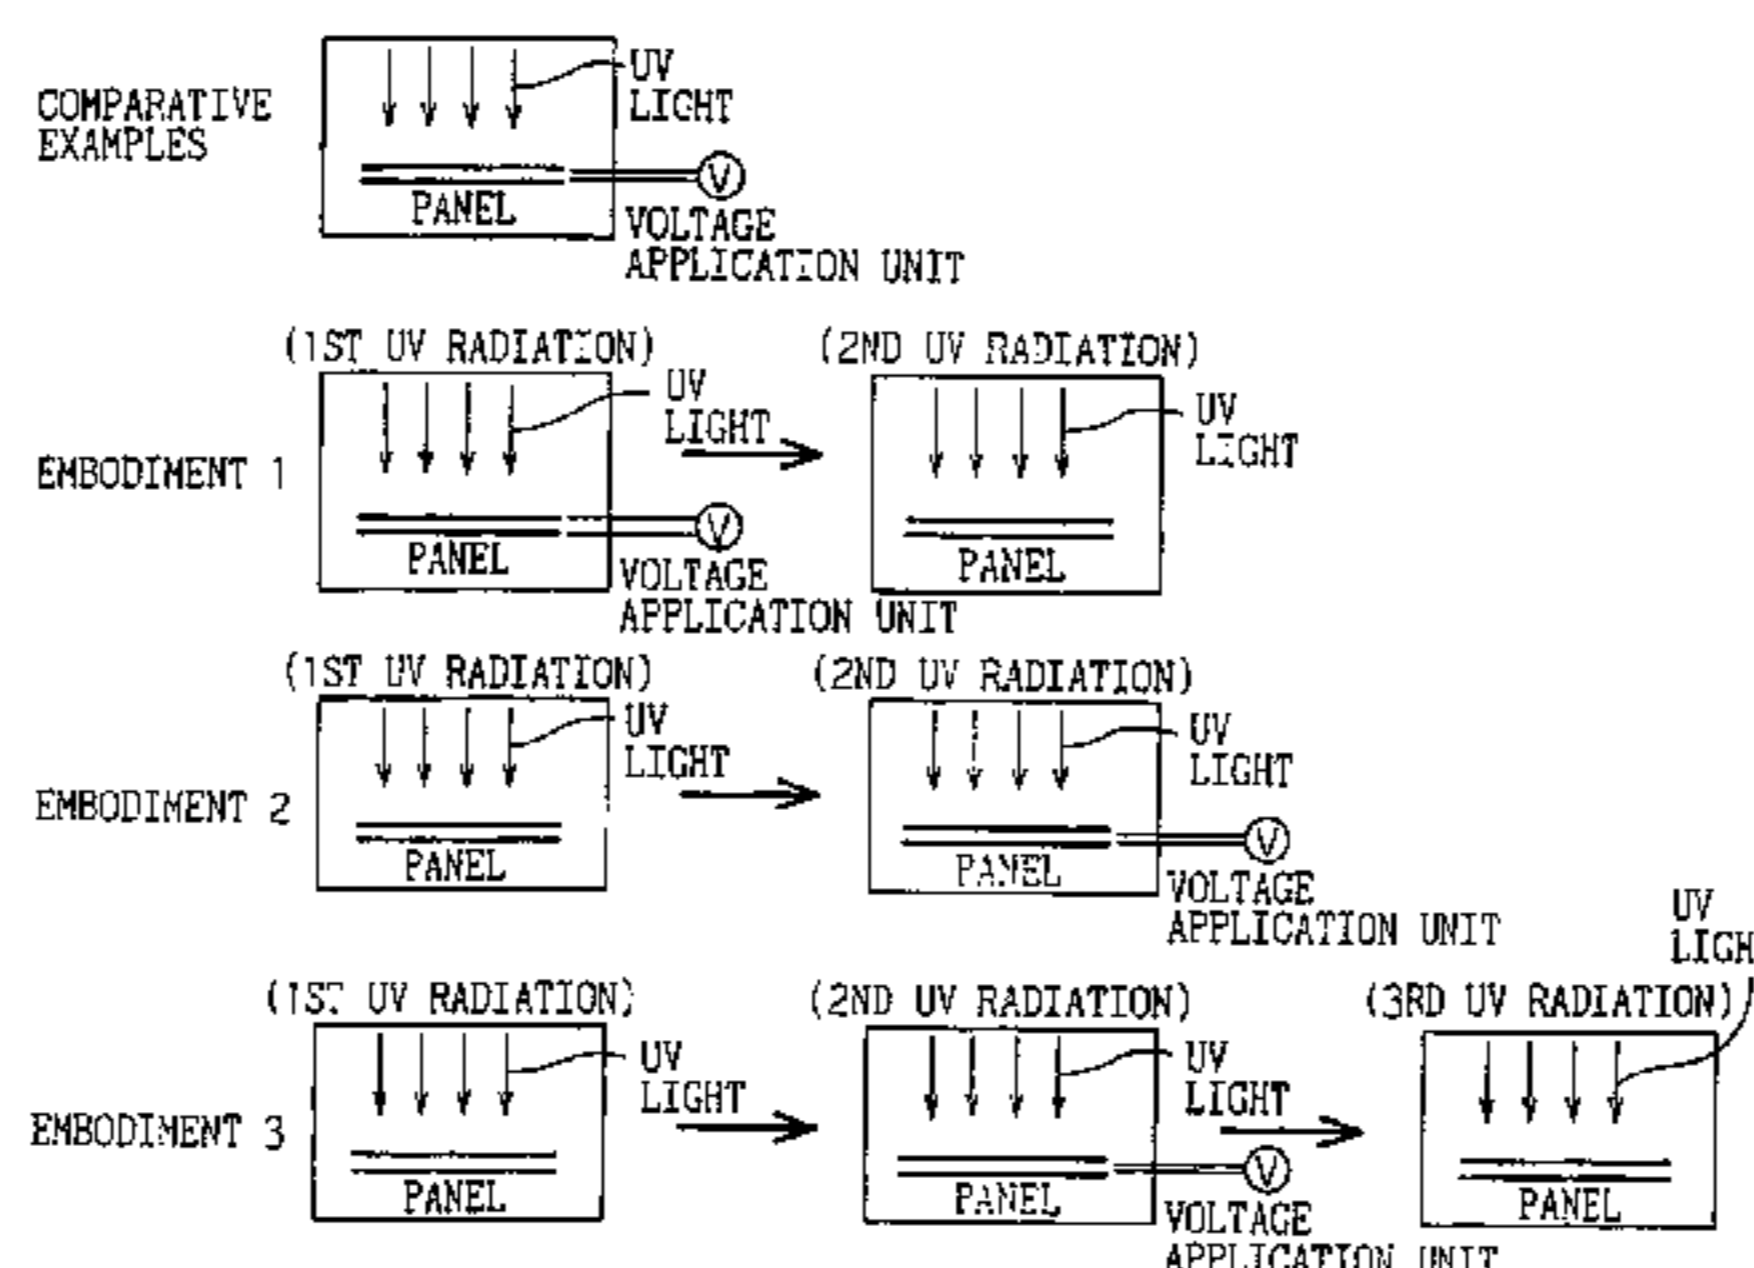 UV
LIGHT
COMPARATIVE
EXAMPLES
V
PANEL
VOLTAGE
APPLICATION UNIT
(1ST UV RADIATION)
(2ND UV RADIATION)
UV
LIGHT
UV
LIGHT
EMBODIMENT 1
V
PANEL
PANEL
VOLTAGE
APPLICATION UNIT
(1ST UV RADIATION)
(2ND UV RADIATION)
UV
LIGHT
UV
LIGHT
EMBODIMENT 2
V
PANEL
PANEL
VOLTAGE
APPLICATION UNIT
UV
LIGH
(1ST UV RADIATION)
(2ND UV RADIATION)
(3RD UV RADIATION)
UV
LIGHT
UV
LIGHT
EMBODIMENT 3
V
PANEL
PANEL
PANEL
VOLTAGE
APPLICATION UNIT